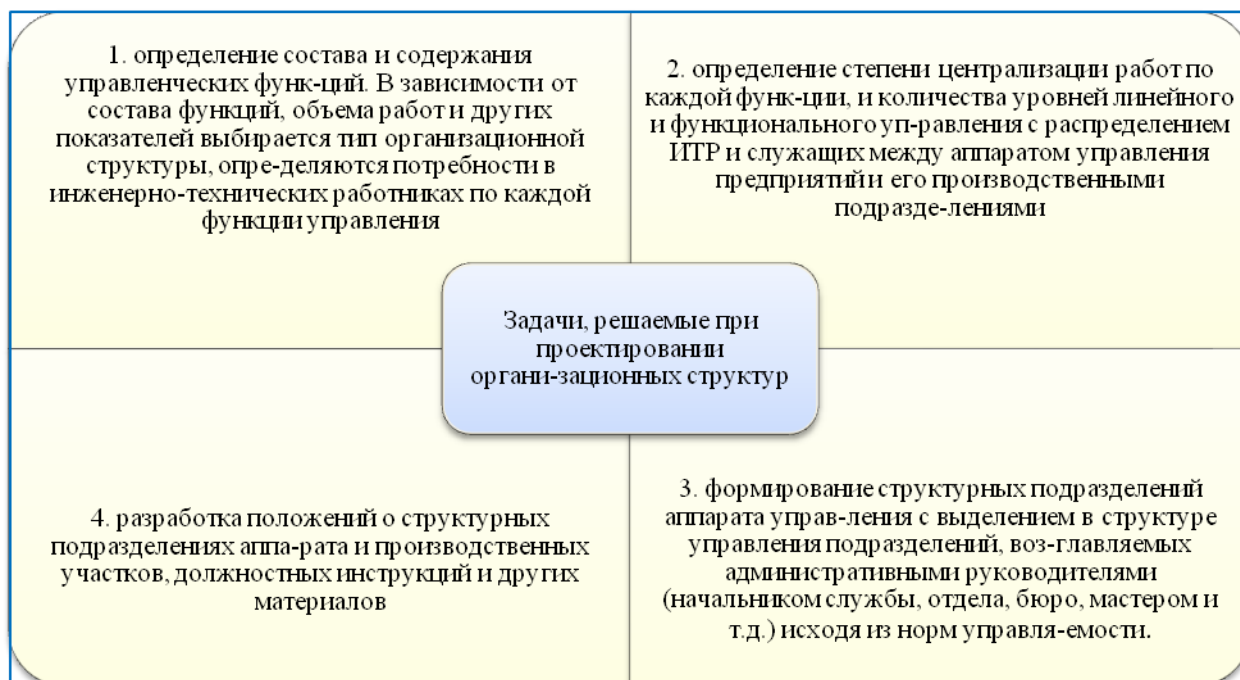 1. определение состава и содержания
управленческих функ-ций. В зависимости от
состава функций, объема работ и других
показателей выбирается тип организационной
структуры, опре-деляются потребности в
инженерно-технических работниках по каждой
функции управления
2. определение степени централизации работ по
каждой функ-ции, и количества уровней линейного
и функционального уп-равления с распределением
ИТР и служащих между аппаратом управления
предприятий и его производственными
подразде-лениями
Задачи, решаемые при
проектировании
органи-зационных структур
4. разработка положений о структурных
подразделениях аппа-рата и производственных
участков, должностных инструкций и других
материалов
3. формирование структурных подразделений
аппарата управ-ления с выделением в структуре
управления подразделений, воз-главляемых
административными руководителями
(начальником службы, отдела, бюро, мастером и
т.д.) исходя из норм управля-емости.